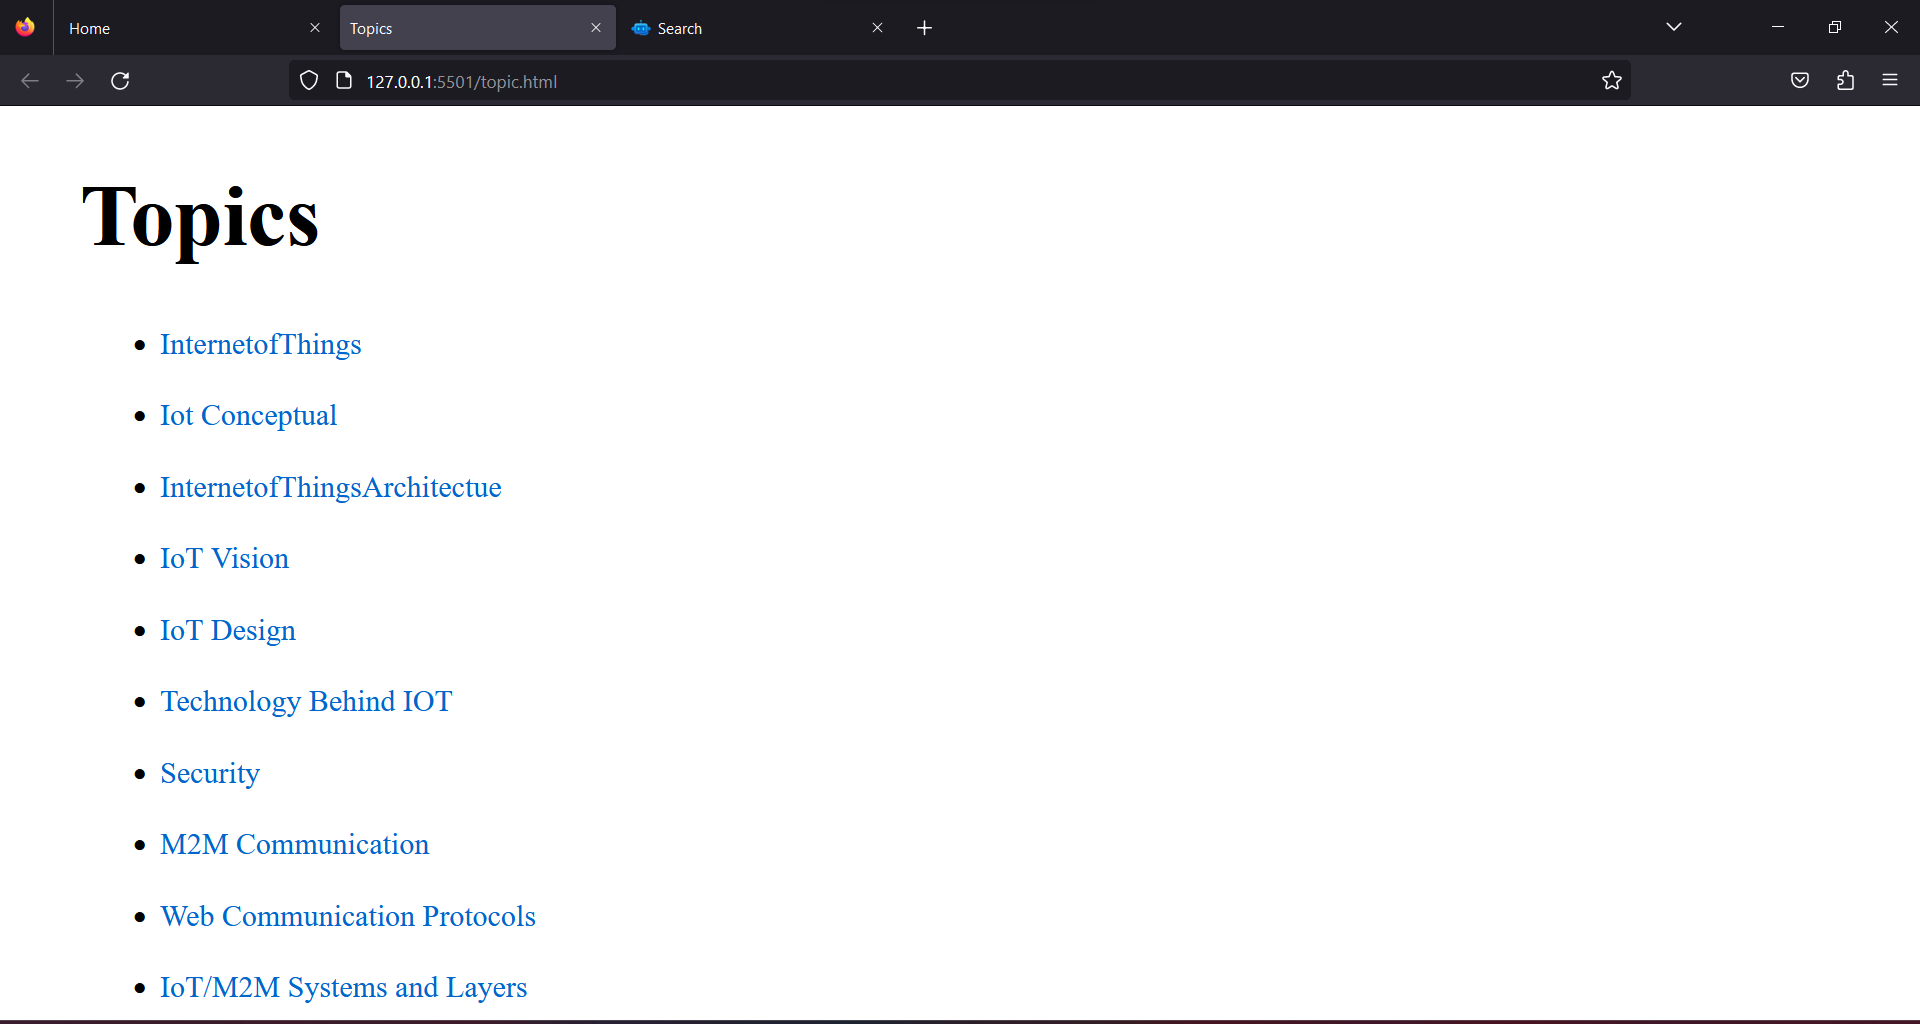 Home
Topics
Search
127.0.0.1:5501/topic.html
Topics
InternetofThings
Iot Conceptual
InternetofThingsArchitectue
IoT Vision
IoT Design
Technology Behind IOT
Security
M2M Communication
Web Communication Protocols
IoT/M2M Systems and Layers